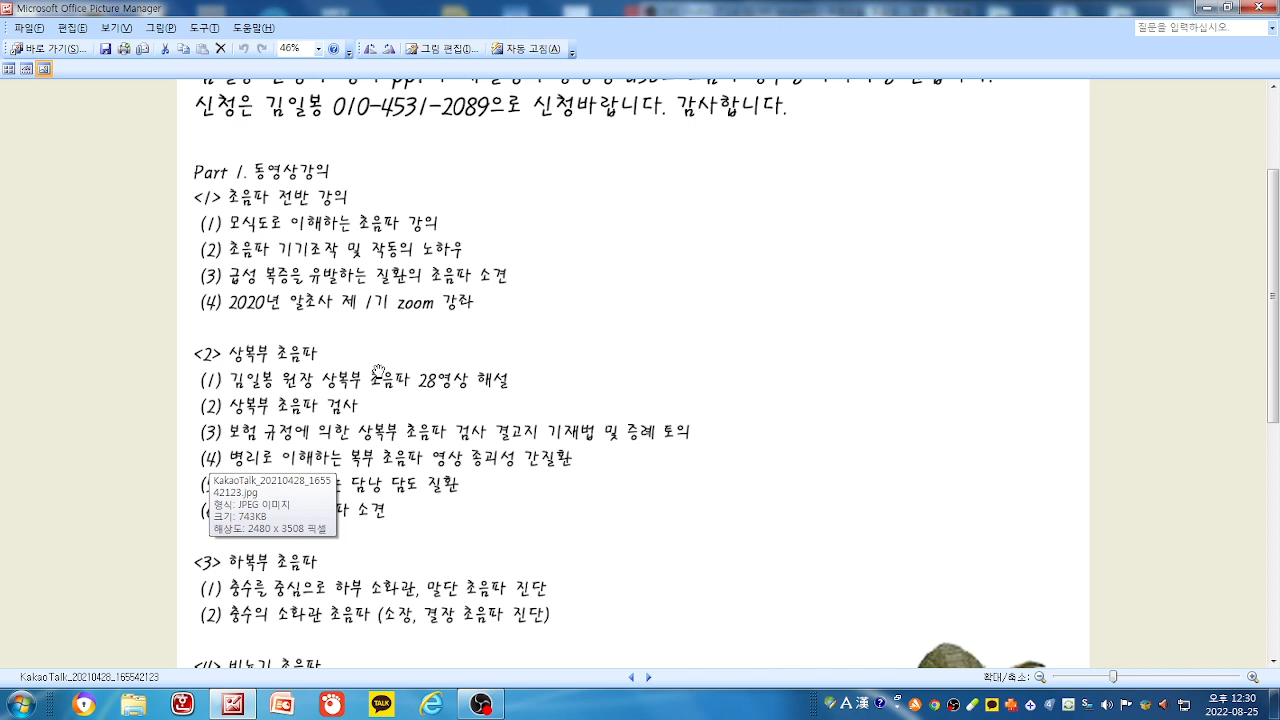 Microsoft Office Picture Manager
파일(F) 편집(E) 보기(V) 그림(P) 도구(T) 도움말(H)
질문을 입력하십시오.
바로 가기(S)... 46% 그림 편집(E)... 자동 고침(A)
신청은 김일봉 010-4531-2089으로 신청바랍니다. 감사합니다.
Part 1. 동영상강의
<1> 초음파 전반 강의
(1) 모식도로 이해하는 초음파 강의
(2) 초음파 기기조작 및 작동의 노하우
(3) 급성 복증을 유발하는 질환의 초음파 소견
(4) 2020년 알초사 제 1기 zoom 강좌
<2> 상복부 초음파
(1) 김일봉 원장 상복부 초음파 28영상 해설
(2) 상복부 초음파 검사
(3) 보험 규정에 의한 상복부 초음파 검사 결고지 기재법 및 증례 토의
(4) 병리로 이해하는 복부 초음파 영상 종괴성 간질환
담낭 담도 질환
소견
KakaoTalk_20210428_1655
42123.jpg
형식: JPEG 이미지
크기: 743KB
해상도: 2480 x 3508 픽셀
<3> 하복부 초음파
(1) 충수를 중심으로 하부 소화관, 말단 초음파 진단
(2) 충수의 소화관 초음파 (소장, 결장 초음파 진단)
<4> 비뇨기 초음파
KakaoTalk_20210428_165542123
확대/축소:
TALK
A 漢
오후 12:30
2022-08-25